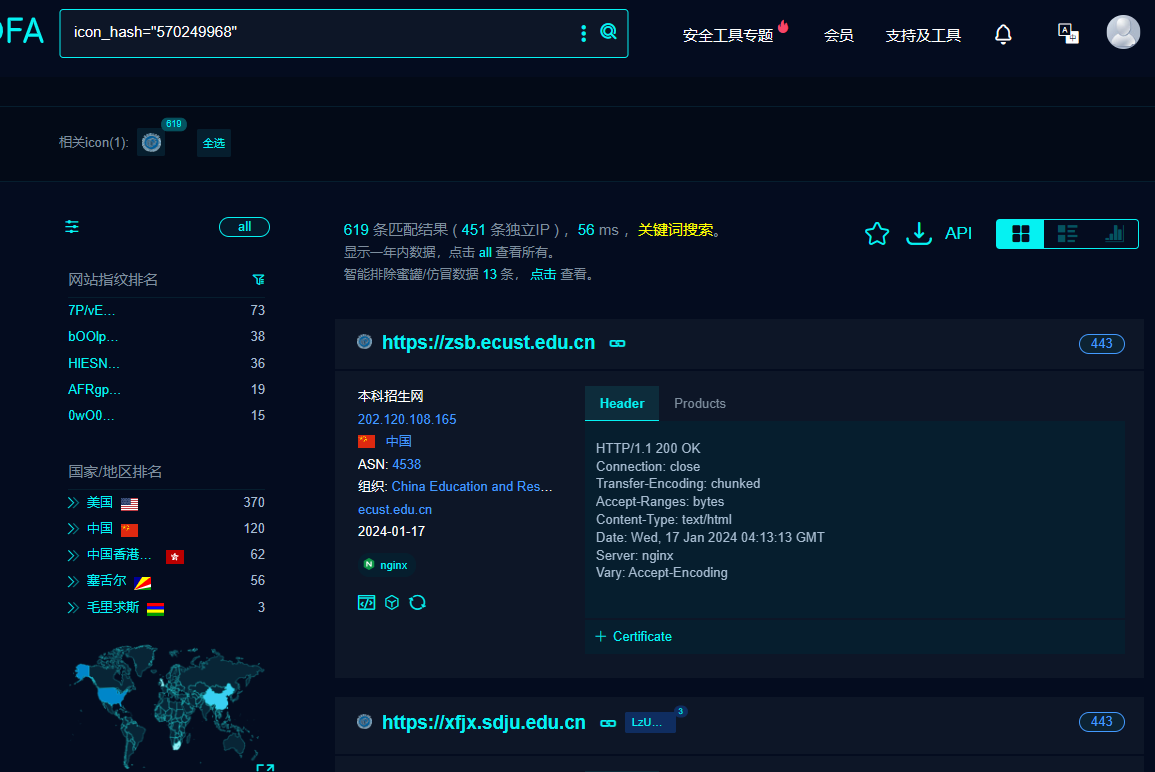 OFA
icon_hash="570249968"
安全工具专题
会员
支持及工具
A
中
相关icon(1):
619
全选
all
619 条匹配结果 ( 451 条独立IP ) ， 56 ms ， 关键词搜索。
显示一年内数据，点击 all 查看所有。
智能排除蜜罐/仿冒数据 13 条， 点击 查看。
API
网站指纹排名
7P/vE... 73
bOOlp... 38
HIESN... 36
AFRgp... 19
0wO0... 15
国家/地区排名
美国 370
中国 120
中国香港... 62
塞舌尔 56
毛里求斯 3
https://zsb.ecust.edu.cn
443
本科招生网
202.120.108.165
中国
ASN: 4538
组织: China Education and Res...
ecust.edu.cn
2024-01-17
N nginx
Header
Products
HTTP/1.1 200 OK
Connection: close
Transfer-Encoding: chunked
Accept-Ranges: bytes
Content-Type: text/html
Date: Wed, 17 Jan 2024 04:13:13 GMT
Server: nginx
Vary: Accept-Encoding
+ Certificate
https://xfjx.sdju.edu.cn
LzU...
3
443